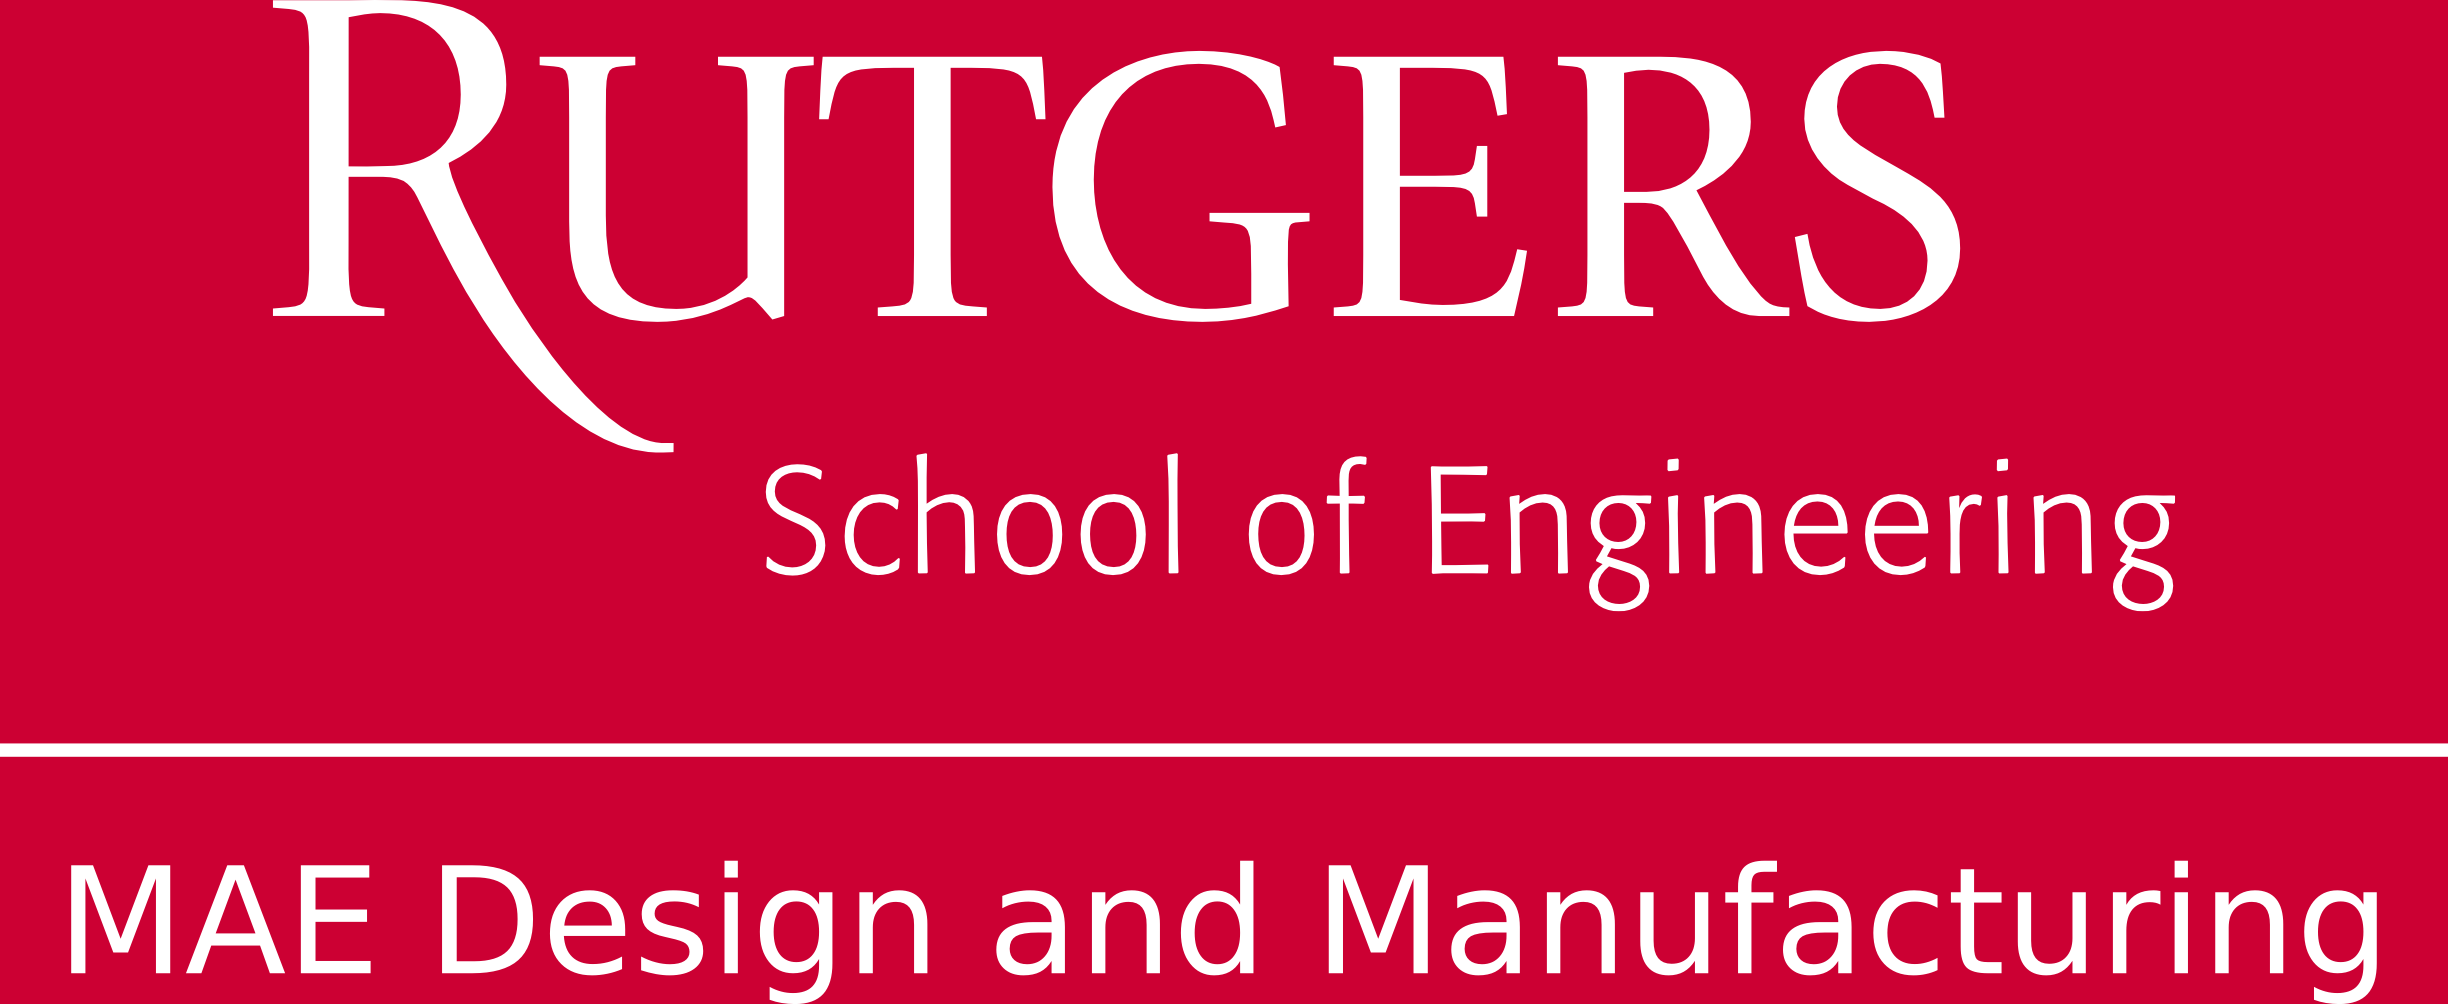 RUTGERS
School of Engineering
MAE Design and Manufacturing